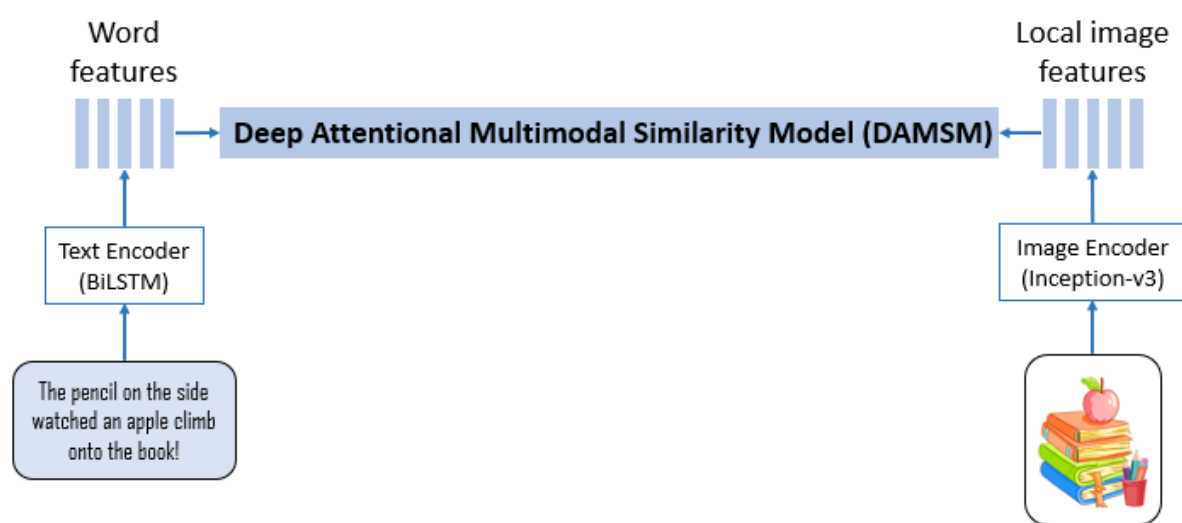 Word
features
Local image
features
Deep Attentional Multimodal Similarity Model (DAMSM)
Text Encoder
(BiLSTM)
Image Encoder
(Inception-v3)
The pencil on the side
watched an apple climb
onto the book!